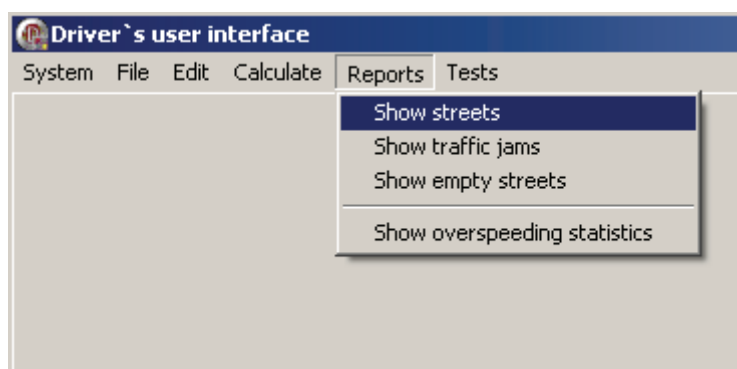 Driver`s user interface
System File Edit Calculate Reports Tests
Show streets
Show traffic jams
Show empty streets
Show overspeeding statistics